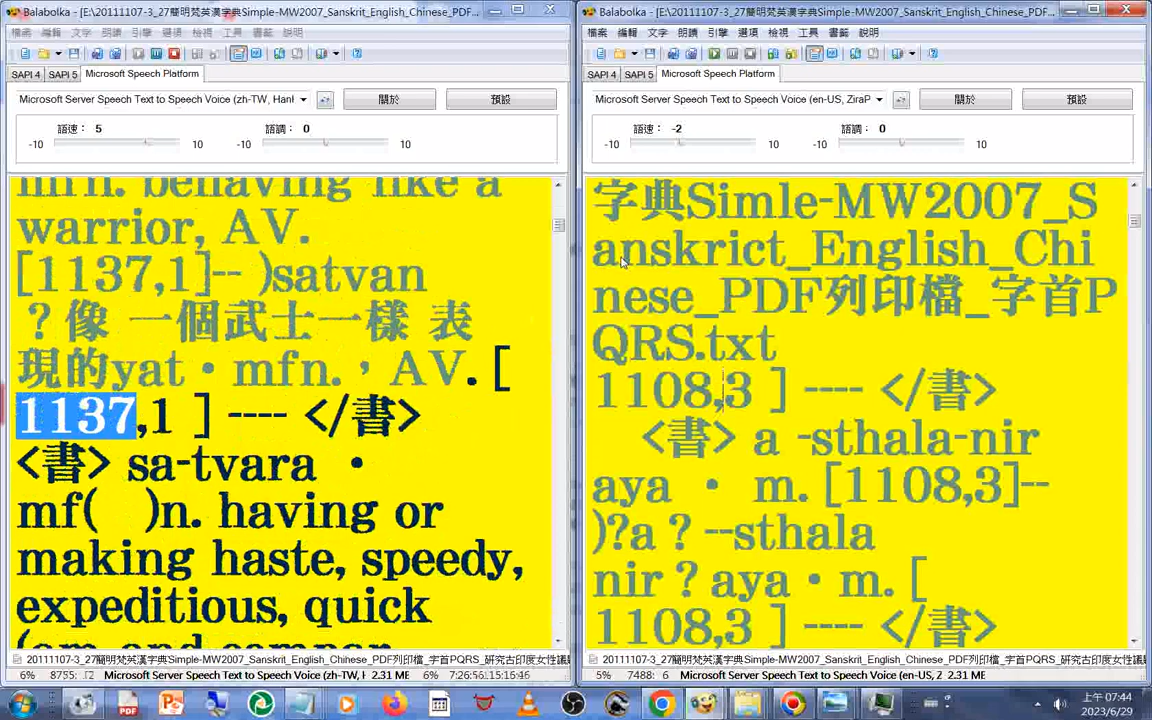 Balabolka - [E:\20111107-3_27簡明梵英漢字典Simple-MW2007_Sanskrit_English_Chinese_PDF...
檔案 編輯 文字 朗讀 引擎 選項 檢視 工具 書籤 說明
SAPI 4 SAPI 5 Microsoft Speech Platform
Microsoft Server Speech Text to Speech Voice (zh-TW, Hanl
關於
預設
語速： 5
語調： 0
-10 10 -10 10
mfn. behaving like a
warrior, AV.
[1137,1]-- )satvan
？像 一個武士一樣 表
現的yat‧mfn.，AV. [
1137,1 ] ---- </書>
<書> sa-tvara ‧
mf( )n. having or
making haste, speedy,
expeditious, quick
20111107-3_27簡明梵英漢字典Simple-MW2007_Sanskrit_English_Chinese_PDF列印檔_字首PQRS_研究古印度女性議題
6% 8755: Microsoft Server Speech Text to Speech Voice (zh-TW, H 2.31 ME 7:26:56,15:16:46
Balabolka - [E:\20111107-3_27簡明梵英漢字典Simple-MW2007_Sanskrit_English_Chinese_PDF...
檔案 編輯 文字 朗讀 引擎 選項 檢視 工具 書籤 說明
SAPI 4 SAPI 5 Microsoft Speech Platform
Microsoft Server Speech Text to Speech Voice (en-US, ZiraP
關於
預設
語速： -2
語調： 0
-10 10 -10 10
字典Simle-MW2007_S
anskrict_English_Chi
nese_PDF列印檔_字首P
QRS.txt
1108,3 ] ---- </書>
<書> a -sthala-nir
aya ‧ m. [1108,3]--
)?a？--sthala
nir？aya‧m. [
1108,3 ] ---- </書>
20111107-3_27簡明梵英漢字典Simple-MW2007_Sanskrit_English_Chinese_PDF列印檔_字首PQRS_研究古印度女性議題
5% 7488: 6 Microsoft Server Speech Text to Speech Voice (en-US, Z 2.31 ME
上午 07:44
2023/6/29